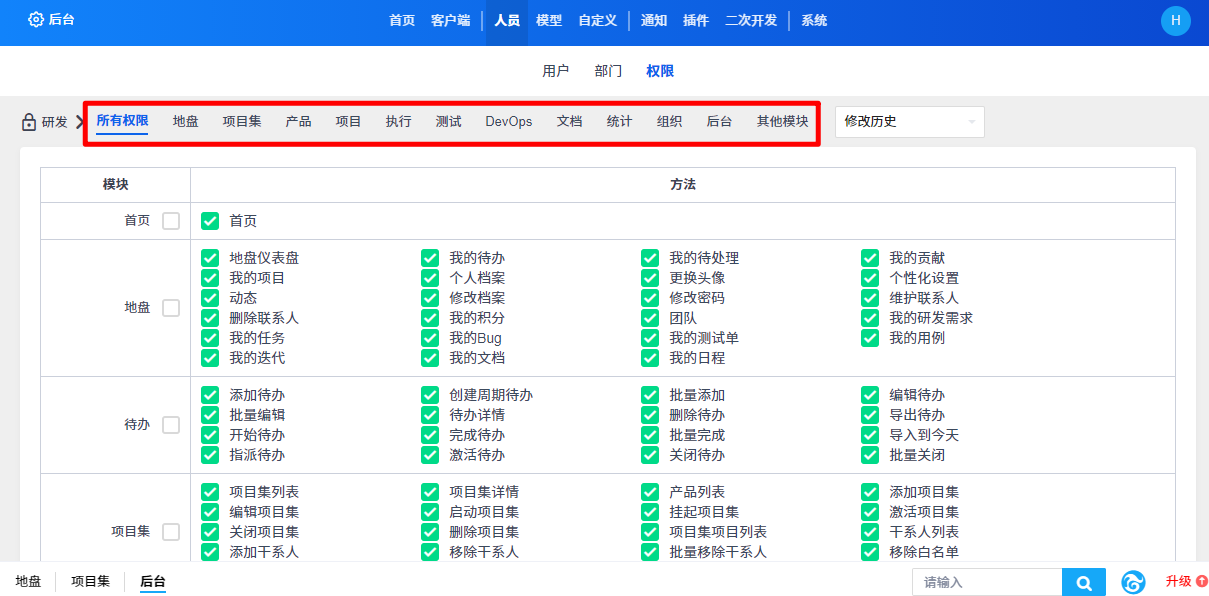 后台 首页 客户端 人员 模型 自定义 通知 插件 二次开发 系统 H
用户 部门 权限
研发 所有权限 地盘 项目集 产品 项目 执行 测试 DevOps 文档 统计 组织 后台 其他模块 修改历史
模块 方法
首页 首页
地盘仪表盘 我的待办 我的待处理 我的贡献
我的项目 个人档案 更换头像 个性化设置
动态 修改档案 修改密码 维护联系人
地盘 删除联系人 我的积分 团队 我的研发需求
我的任务 我的Bug 我的测试单 我的用例
我的迭代 我的文档 我的日程
添加待办 创建周期待办 批量添加 编辑待办
批量编辑 待办详情 删除待办 导出待办
待办 开始待办 完成待办 批量完成 导入到今天
指派待办 激活待办 关闭待办 批量关闭
项目集列表 项目集详情 产品列表 添加项目集
编辑项目集 启动项目集 挂起项目集 激活项目集
项目集 关闭项目集 删除项目集 项目集项目列表 干系人列表
添加干系人 移除干系人 批量移除干系人 移除白名单
地盘 项目集 后台 请输入 升级